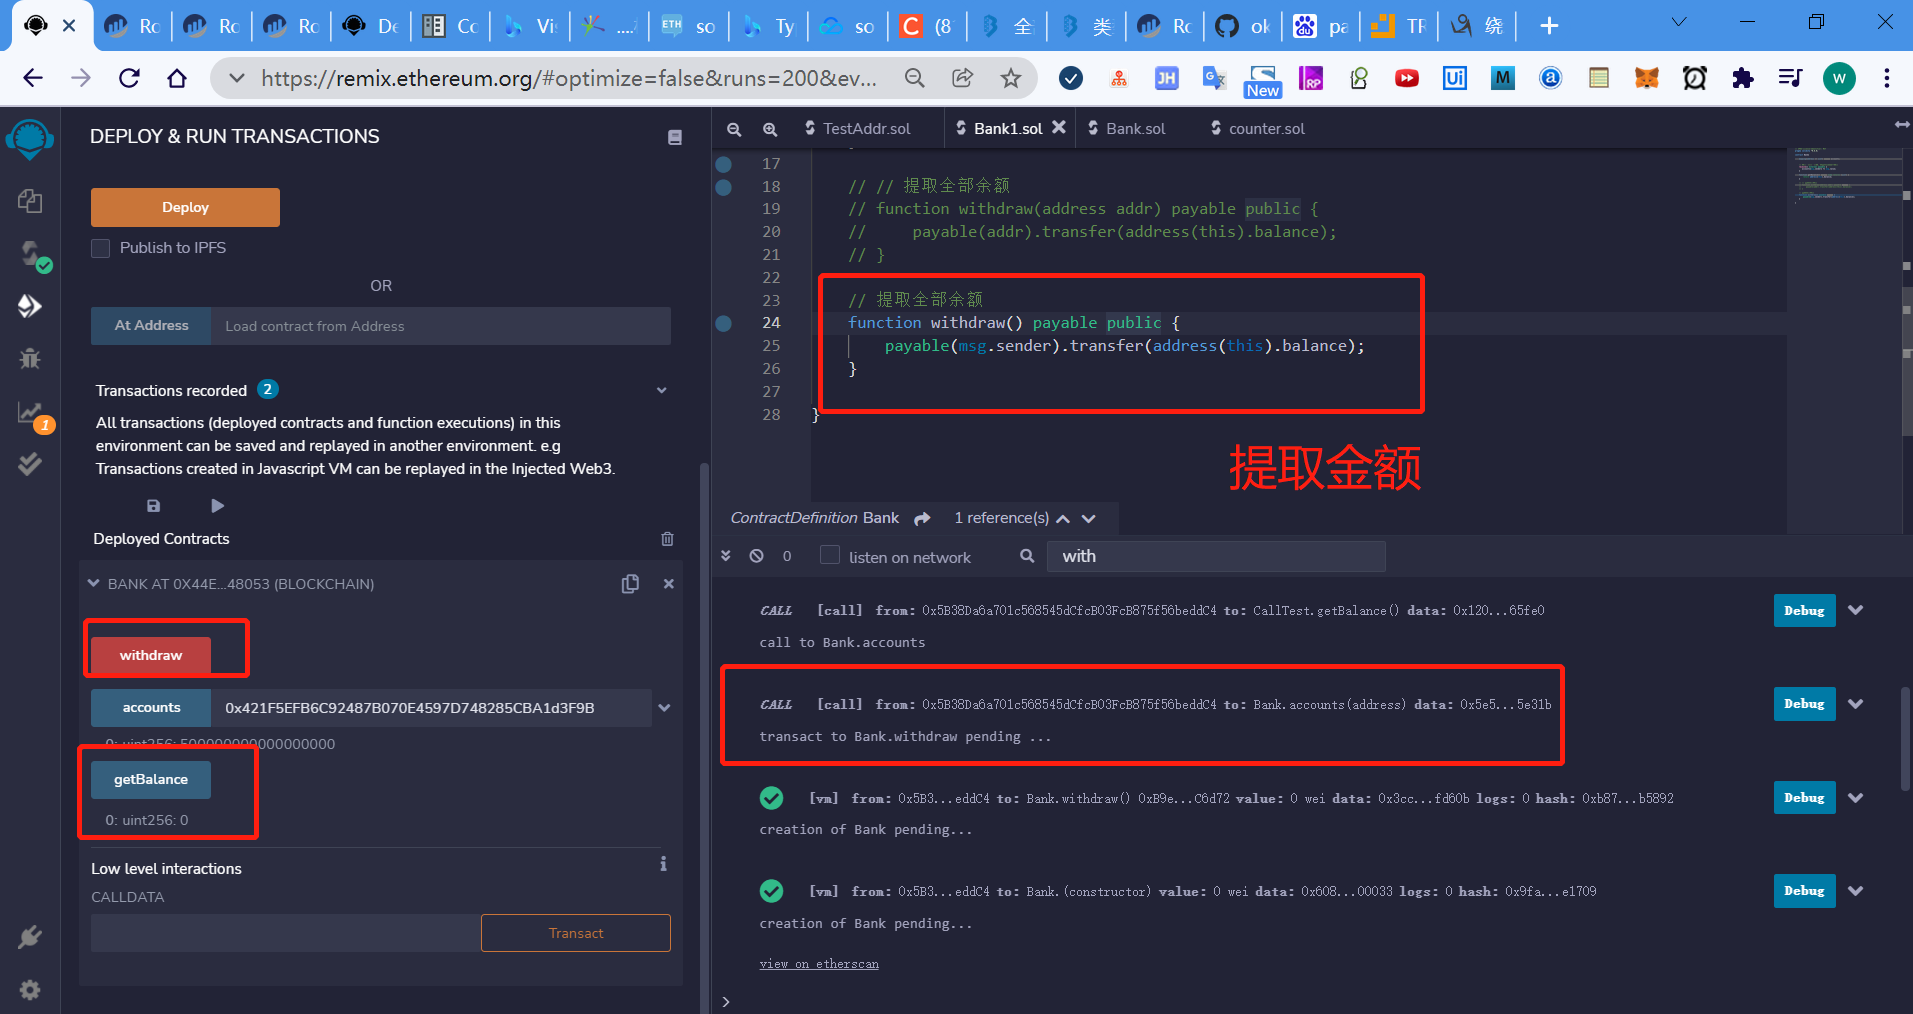 Ro
Ro
Ro
De
Co
Vi
....
so
Ty
so
(8
全
类
Ro
ok
pa
TR
绕
https://remix.ethereum.org/#optimize=false&runs=200&ev...
New
W
DEPLOY & RUN TRANSACTIONS
Deploy
Publish to IPFS
OR
At Address
Load contract from Address
Transactions recorded 2
All transactions (deployed contracts and function executions) in this
environment can be saved and replayed in another environment. e.g
Transactions created in Javascript VM can be replayed in the Injected Web3.
Deployed Contracts
BANK AT 0X44E...48053 (BLOCKCHAIN)
withdraw
accounts
0x421F5EFB6C92487B070E4597D748285CBA1d3F9B
0: uint256: 500000000000000000
getBalance
0: uint256: 0
Low level interactions
CALLDATA
Transact
1
TestAddr.sol
Bank1.sol
Bank.sol
counter.sol
17
18 // // 提取全部余额
19 // function withdraw(address addr) payable public {
20 // payable(addr).transfer(address(this).balance);
21 // }
22
23 // 提取全部余额
24 function withdraw() payable public {
25 payable(msg.sender).transfer(address(this).balance);
26 }
27
28 }
提取金额
ContractDefinition Bank 1 reference(s)
0 listen on network with
CALL [call] from: 0x5B38Da6a701c568545dCfcB03FcB875f56beddC4 to: CallTest.getBalance() data: 0x120...65fe0
Debug
call to Bank.accounts
CALL [call] from: 0x5B38Da6a701c568545dCfcB03FcB875f56beddC4 to: Bank.accounts(address) data: 0x5e5...5e31b
Debug
transact to Bank.withdraw pending ...
[vm] from: 0x5B3...eddC4 to: Bank.withdraw() 0xB9e...C6d72 value: 0 wei data: 0x3cc...fd60b logs: 0 hash: 0xb87...b5892
Debug
creation of Bank pending...
[vm] from: 0x5B3...eddC4 to: Bank.(constructor) value: 0 wei data: 0x608...00033 logs: 0 hash: 0x9fa...e1709
Debug
creation of Bank pending...
view on etherscan
>